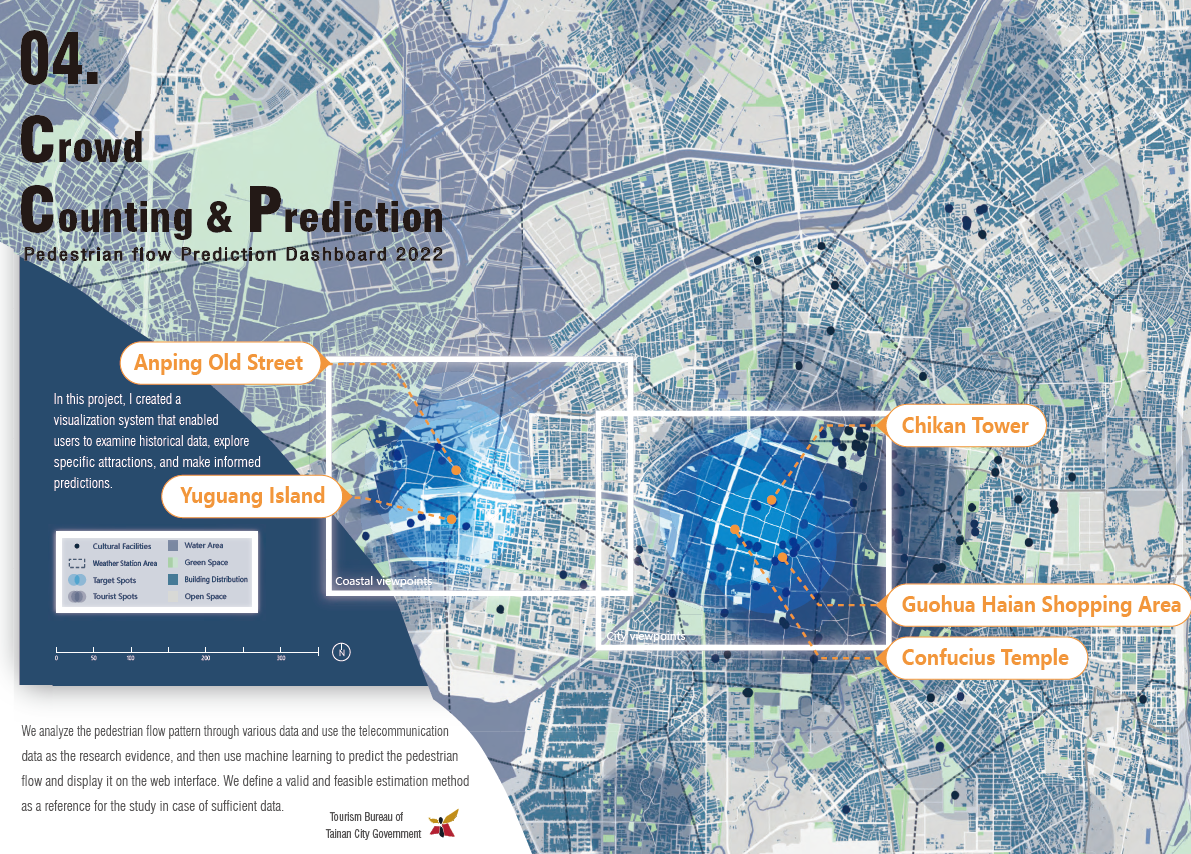 04.
Crowd
Counting & Prediction
Pedestrian flow Prediction Dashboard 2022
Anping Old Street
In this project, I created a
visualization system that enabled
users to examine historical data, explore
specific attractions, and make informed
predictions.
Yuguang Island
Chikan Tower
Cultural Facilities
Water Area
Weather Station Area
Green Space
Target Spots
Building Distribution
Tourist Spots
Open Space
Coastal viewpoints
City viewpoints
Guohua Haian Shopping Area
Confucius Temple
0 50 100 200 300
N
We analyze the pedestrian flow pattern through various data and use the telecommunication
data as the research evidence, and then use machine learning to predict the pedestrian
flow and display it on the web interface. We define a valid and feasible estimation method
as a reference for the study in case of sufficient data.
Tourism Bureau of
Tainan City Government